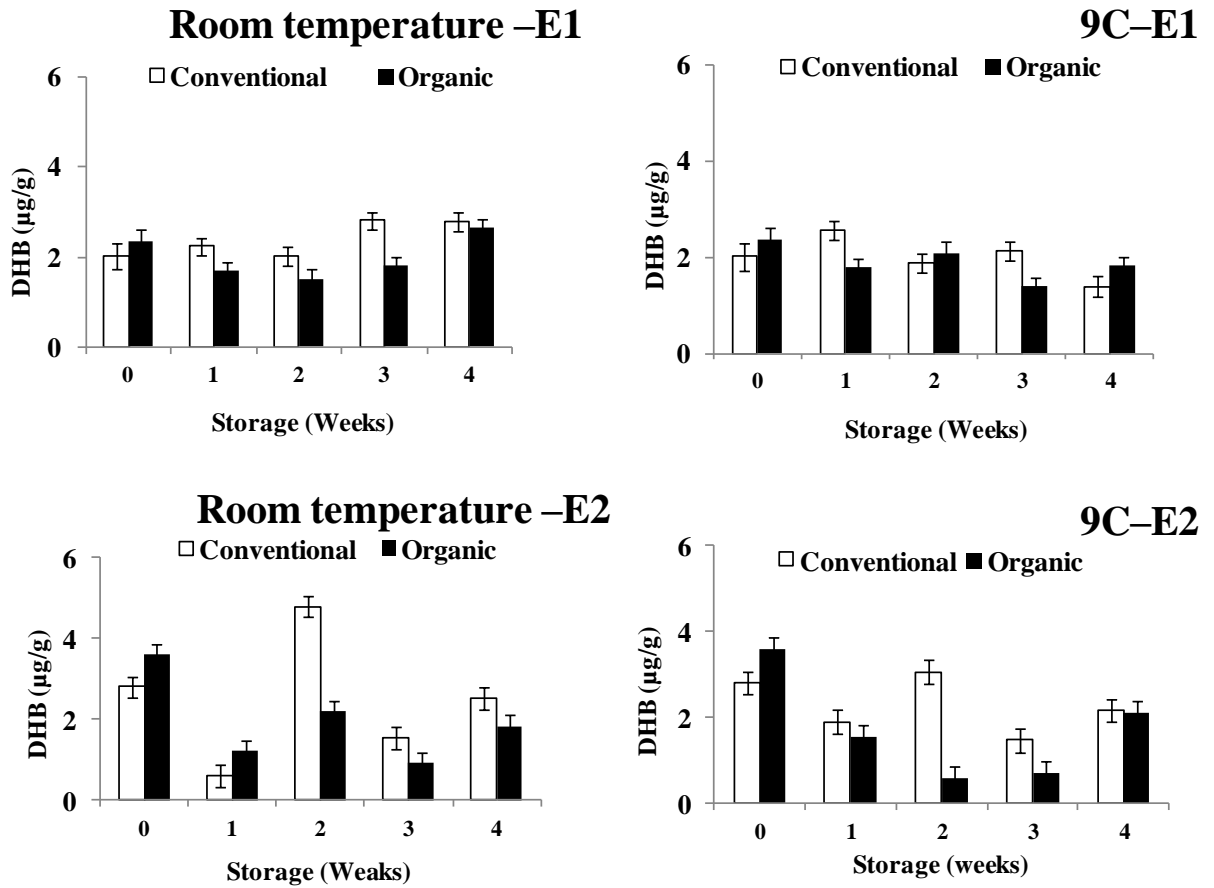 Room temperature –E1
Conventional Organic
6
4
2
0
DHB (µg/g)
0 1 2 3 4
Storage (Weeks)
9C–E1
Conventional Organic
6
4
2
0
DHB (µg/g)
0 1 2 3 4
Storage (Weeks)
Room temperature –E2
Conventional Organic
6
4
2
0
DHB (µg/g)
0 1 2 3 4
Storage (Weaks)
9C–E2
Conventional Organic
6
4
2
0
DHB (µg/g)
0 1 2 3 4
Storage (weeks)